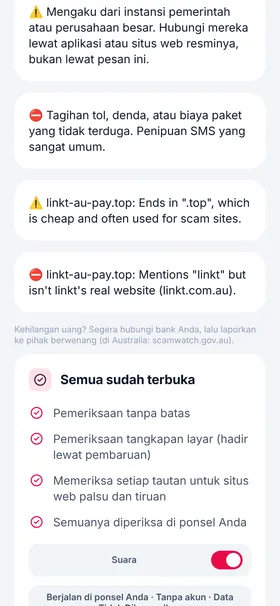 ⚠️ Mengaku dari instansi pemerintah
atau perusahaan besar. Hubungi mereka
lewat aplikasi atau situs web resminya,
bukan lewat pesan ini.
⛔ Tagihan tol, denda, atau biaya paket
yang tidak terduga. Penipuan SMS yang
sangat umum.
⚠️ linkt-au-pay.top: Ends in ".top", which
is cheap and often used for scam sites.
⛔ linkt-au-pay.top: Mentions "linkt" but
isn't linkt's real website (linkt.com.au).
Kehilangan uang? Segera hubungi bank Anda, lalu laporkan
ke pihak berwenang (di Australia: scamwatch.gov.au).
Semua sudah terbuka
Pemeriksaan tanpa batas
Pemeriksaan tangkapan layar (hadir
lewat pembaruan)
Memeriksa setiap tautan untuk situs
web palsu dan tiruan
Semuanya diperiksa di ponsel Anda
Suara
Berjalan di ponsel Anda · Tanpa akun · Data